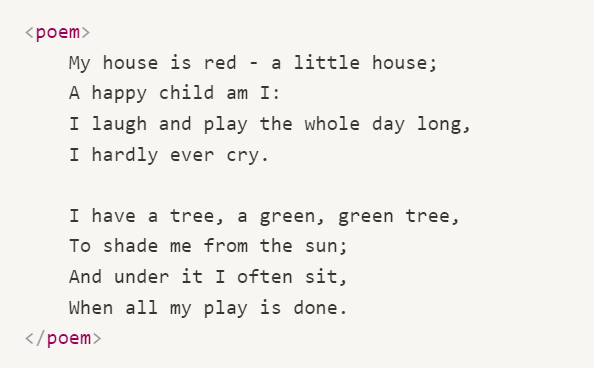 <poem>
My house is red - a little house;
A happy child am I:
I laugh and play the whole day long,
I hardly ever cry.

I have a tree, a green, green tree,
To shade me from the sun;
And under it I often sit,
When all my play is done.
</poem>